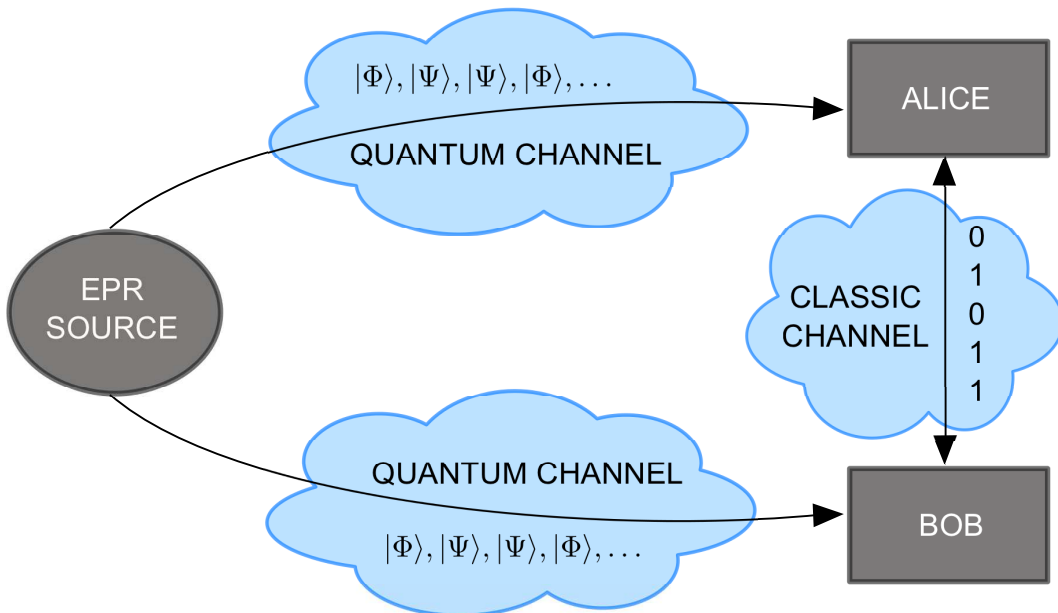 |Φ⟩, |Ψ⟩, |Ψ⟩, |Φ⟩, . . .
QUANTUM CHANNEL
ALICE
EPR
SOURCE
CLASSIC
CHANNEL
0
1
0
1
1
QUANTUM CHANNEL
|Φ⟩, |Ψ⟩, |Ψ⟩, |Φ⟩, . . .
BOB